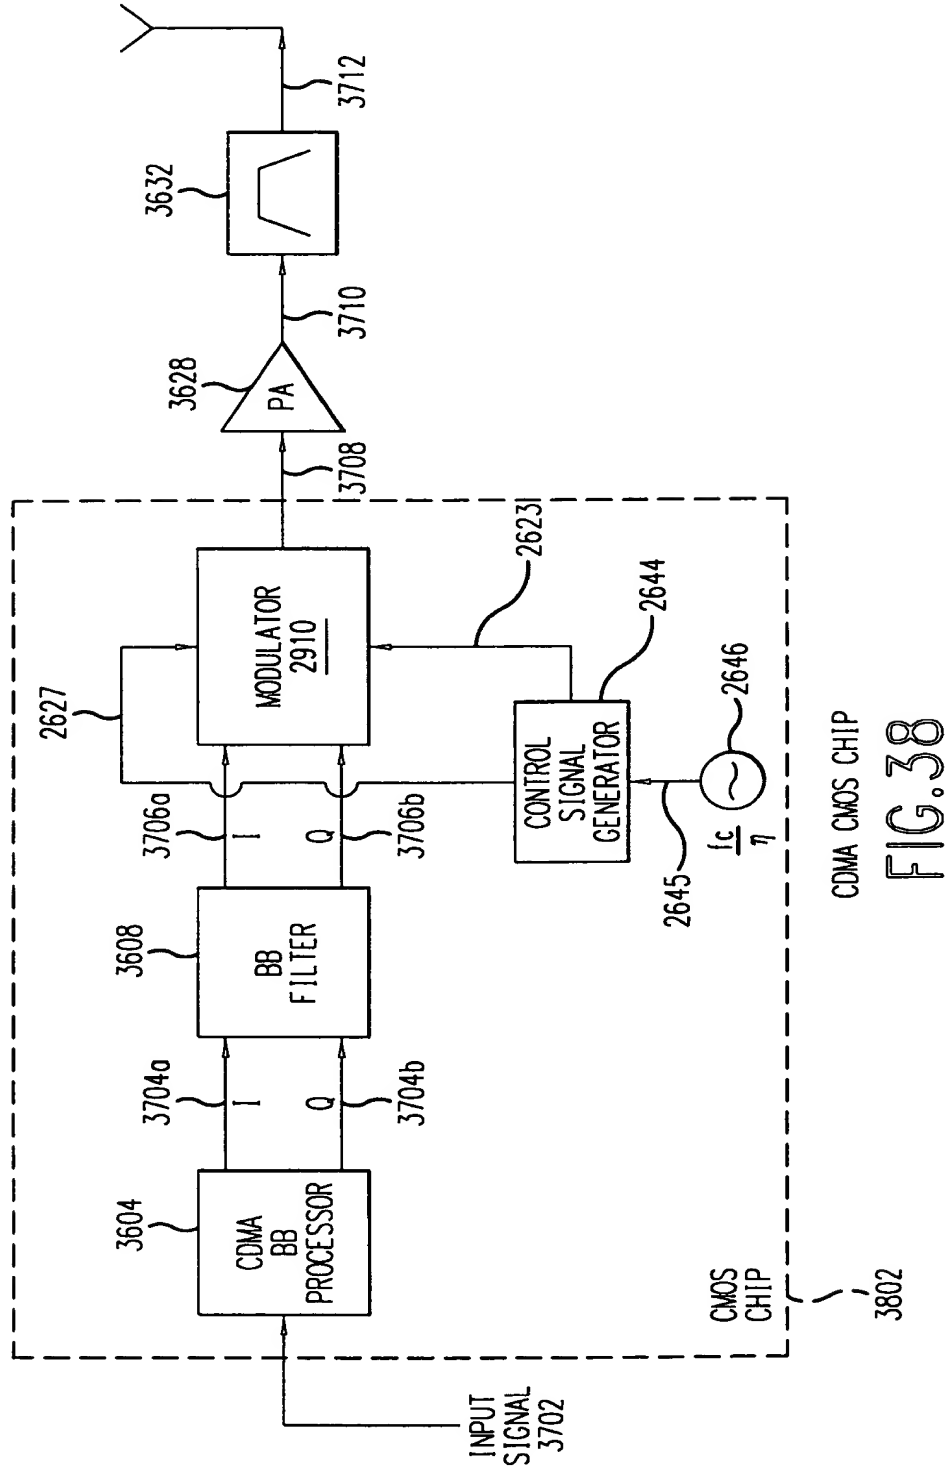 3604
CDMA
BB
PROCESSOR
3704a
I
Q
3704b
3608
BB
FILTER
3706a
I
Q
3706b
2627
MODULATOR
2910
3708
3628
PA
3710
3632
3712
INPUT
SIGNAL
3702
2623
CONTROL
SIGNAL
GENERATOR
2644
2645
2646
fc
η
CMOS
CHIP
3802
CDMA CMOS CHIP
FIG.38